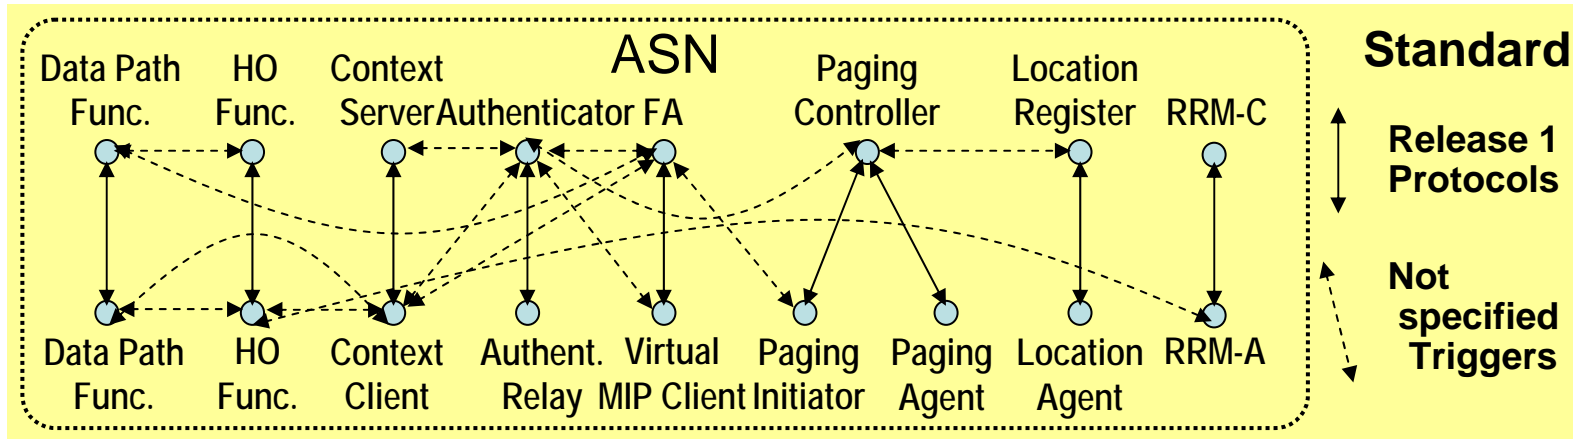 ASN
Standard
Data Path HO Context Paging Location
Func. Func. Server Authenticator FA Controller Register RRM-C
Release 1
Protocols
Not
specified
Triggers
Data Path HO Context Authent. Virtual Paging Paging Location RRM-A
Func. Func. Client Relay MIP Client Initiator Agent Agent